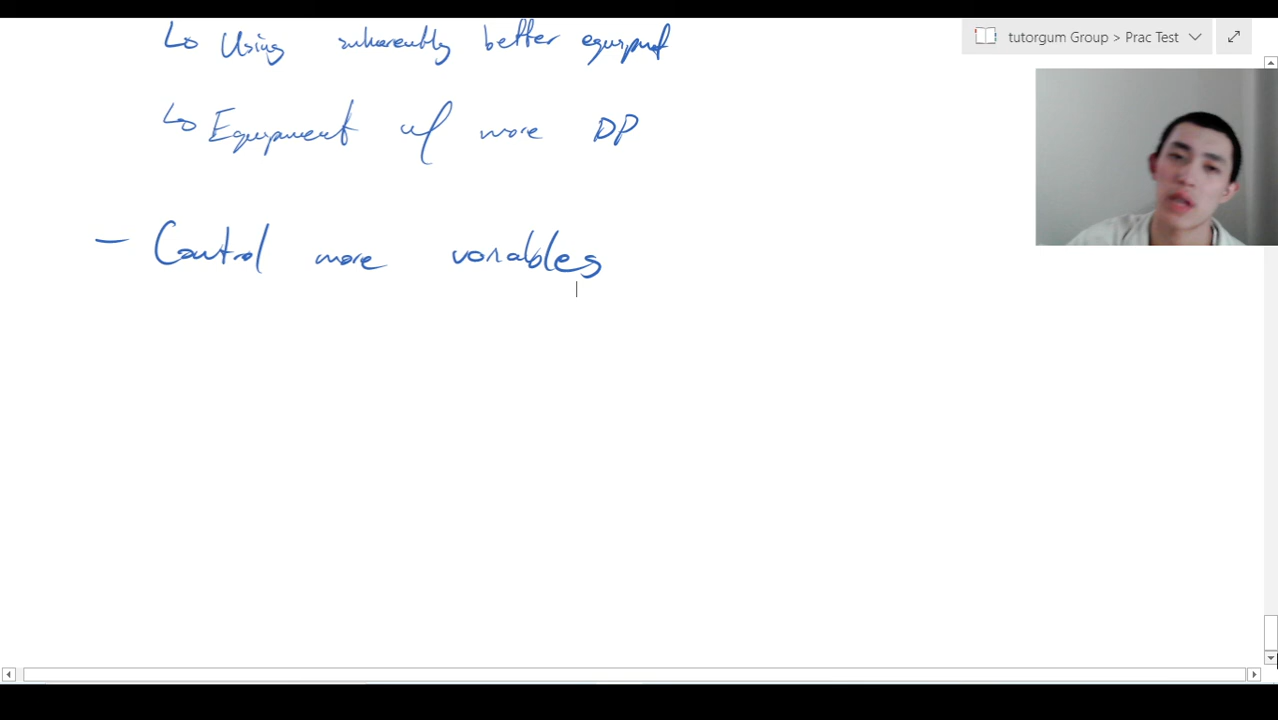 ↳ Using inherently better equipment
tutorgum Group > Prac Test
↳ Equipment w/ more DP
- Control more variables